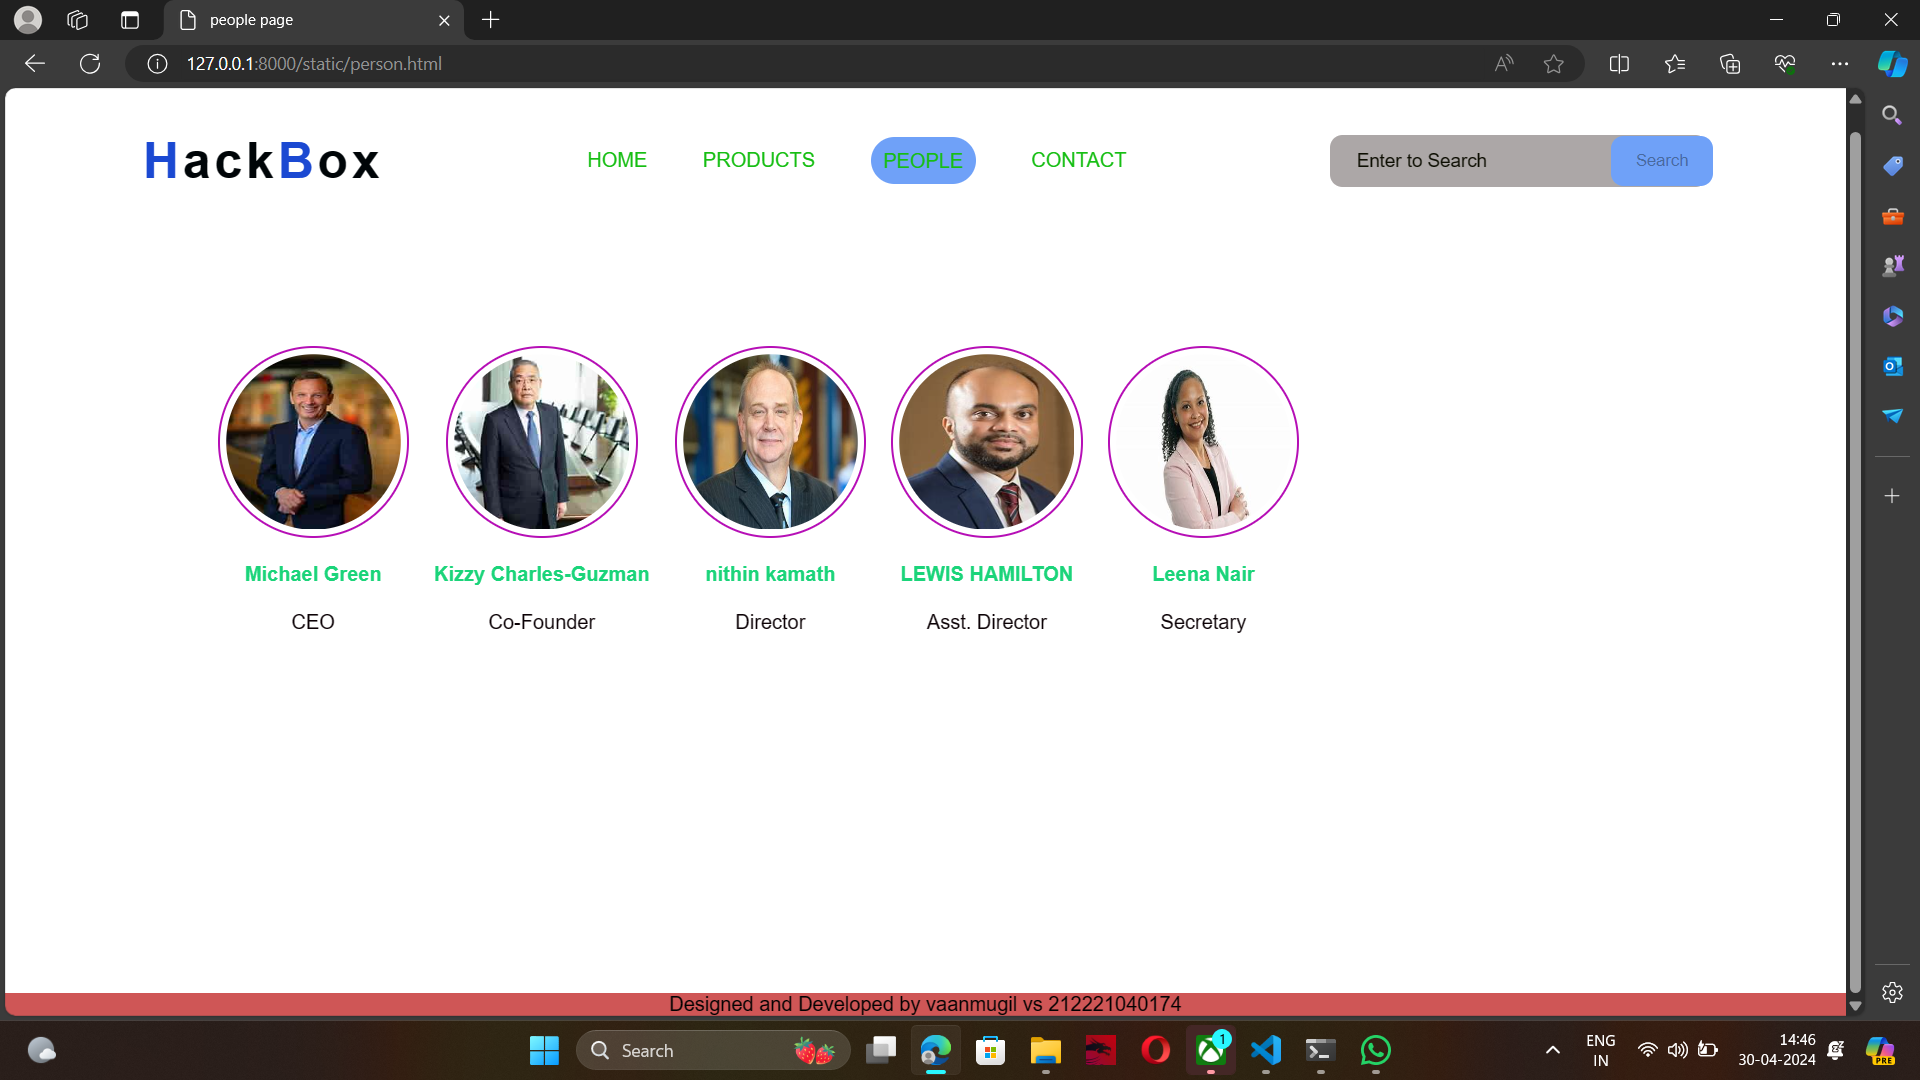 people page
127.0.0.1:8000/static/person.html
HackBox
HOME
PRODUCTS
PEOPLE
CONTACT
Enter to Search
Search
Michael Green
Kizzy Charles-Guzman
nithin kamath
LEWIS HAMILTON
Leena Nair
CEO
Co-Founder
Director
Asst. Director
Secretary
Designed and Developed by vaanmugil vs 212221040174
Search
1
ENG
IN
14:46
30-04-2024
PRE